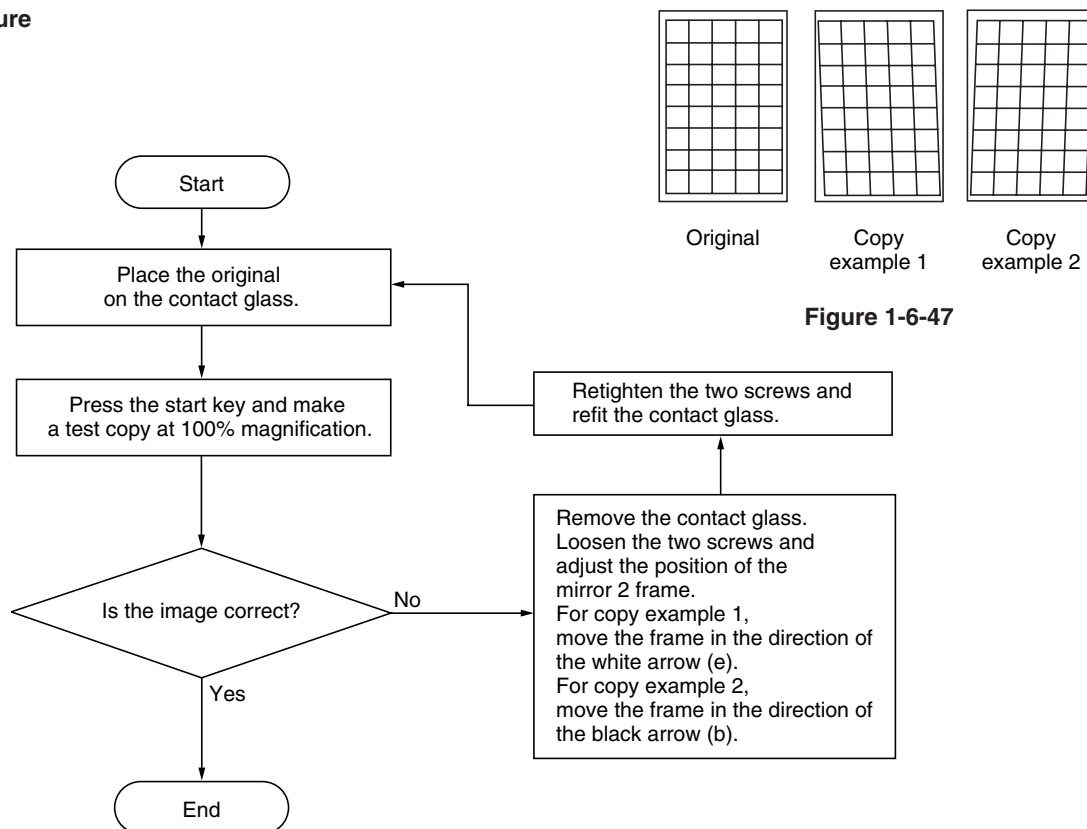 ure
Original
Copy
example 1
Copy
example 2
Figure 1-6-47
Start
Place the original
on the contact glass.
Press the start key and make
a test copy at 100% magnification.
Is the image correct?
No
Yes
End
Remove the contact glass.
Loosen the two screws and
adjust the position of the
mirror 2 frame.
For copy example 1,
move the frame in the direction of
the white arrow (e).
For copy example 2,
move the frame in the direction of
the black arrow (b).
Retighten the two screws and
refit the contact glass.